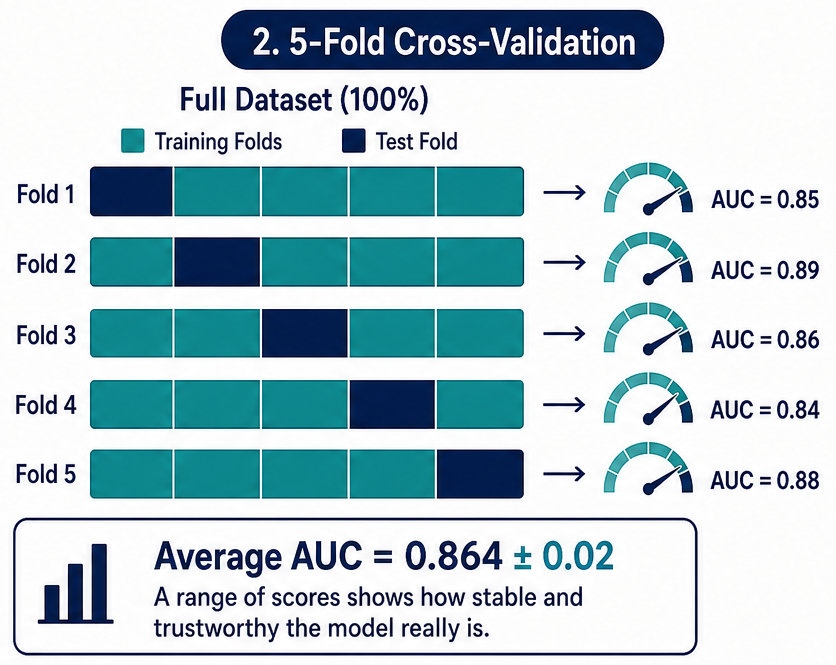 2. 5-Fold Cross-Validation
Full Dataset (100%)
Training Folds
Test Fold
Fold 1
AUC = 0.85
Fold 2
AUC = 0.89
Fold 3
AUC = 0.86
Fold 4
AUC = 0.84
Fold 5
AUC = 0.88
Average AUC = 0.864 ± 0.02
A range of scores shows how stable and
trustworthy the model really is.